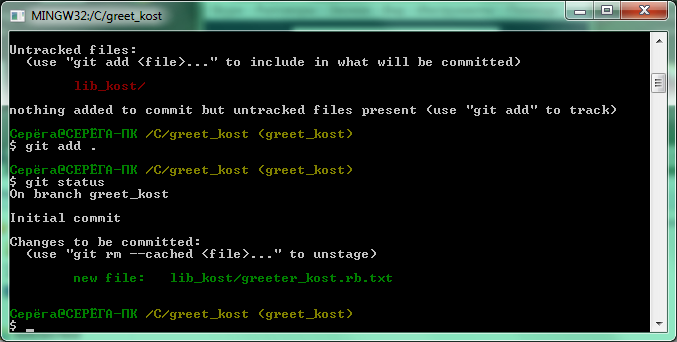 MINGW32:/C/greet_kost
Untracked files:
  (use "git add <file>..." to include in what will be committed)
        lib_kost/
nothing added to commit but untracked files present (use "git add" to track)
Серёга@СЕРЁГА-ПК /C/greet_kost (greet_kost)
$ git add .
Серёга@СЕРЁГА-ПК /C/greet_kost (greet_kost)
$ git status
On branch greet_kost
Initial commit
Changes to be committed:
  (use "git rm --cached <file>..." to unstage)
        new file:   lib_kost/greeter_kost.rb.txt
Серёга@СЕРЁГА-ПК /C/greet_kost (greet_kost)
$